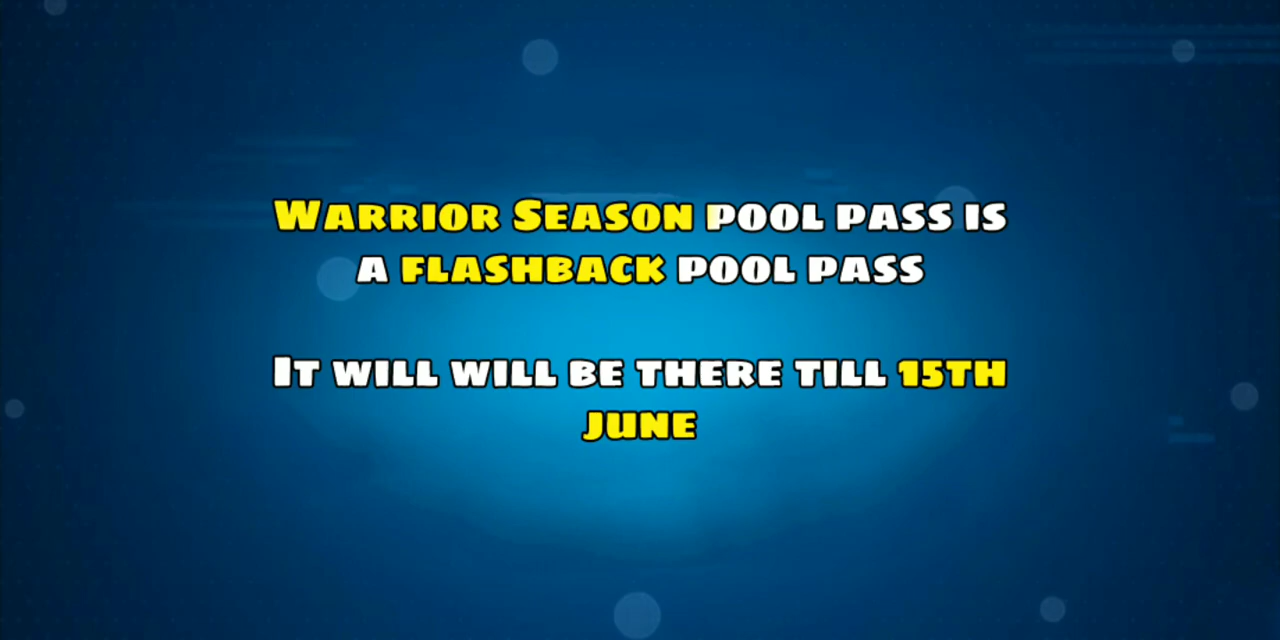 Warrior Season pool pass is
a flashback pool pass
It will will be there till 15th
june